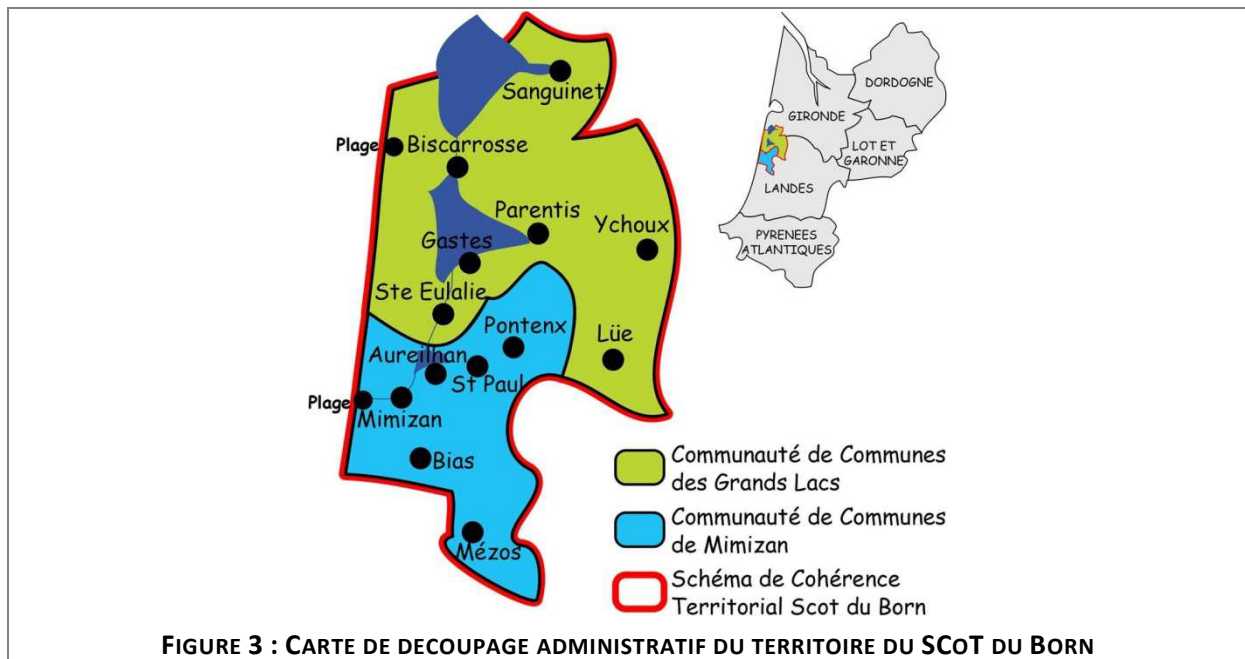 Sanguinet
Plage
Biscarrosse
Parentis
Ychoux
Gastes
Ste Eulalie
Pontenx
Lüe
Aureilhan
St Paul
Plage
Mimizan
Bias
Mézos
DORDOGNE
GIRONDE
LOT ET
GARONNE
LANDES
PYRENEES
ATLANTIQUES
Communauté de Communes
des Grands Lacs
Communauté de Communes
de Mimizan
Schéma de Cohérence
Territorial Scot du Born
FIGURE 3 : CARTE DE DECOUPAGE ADMINISTRATIF DU TERRITOIRE DU SCOT DU BORN